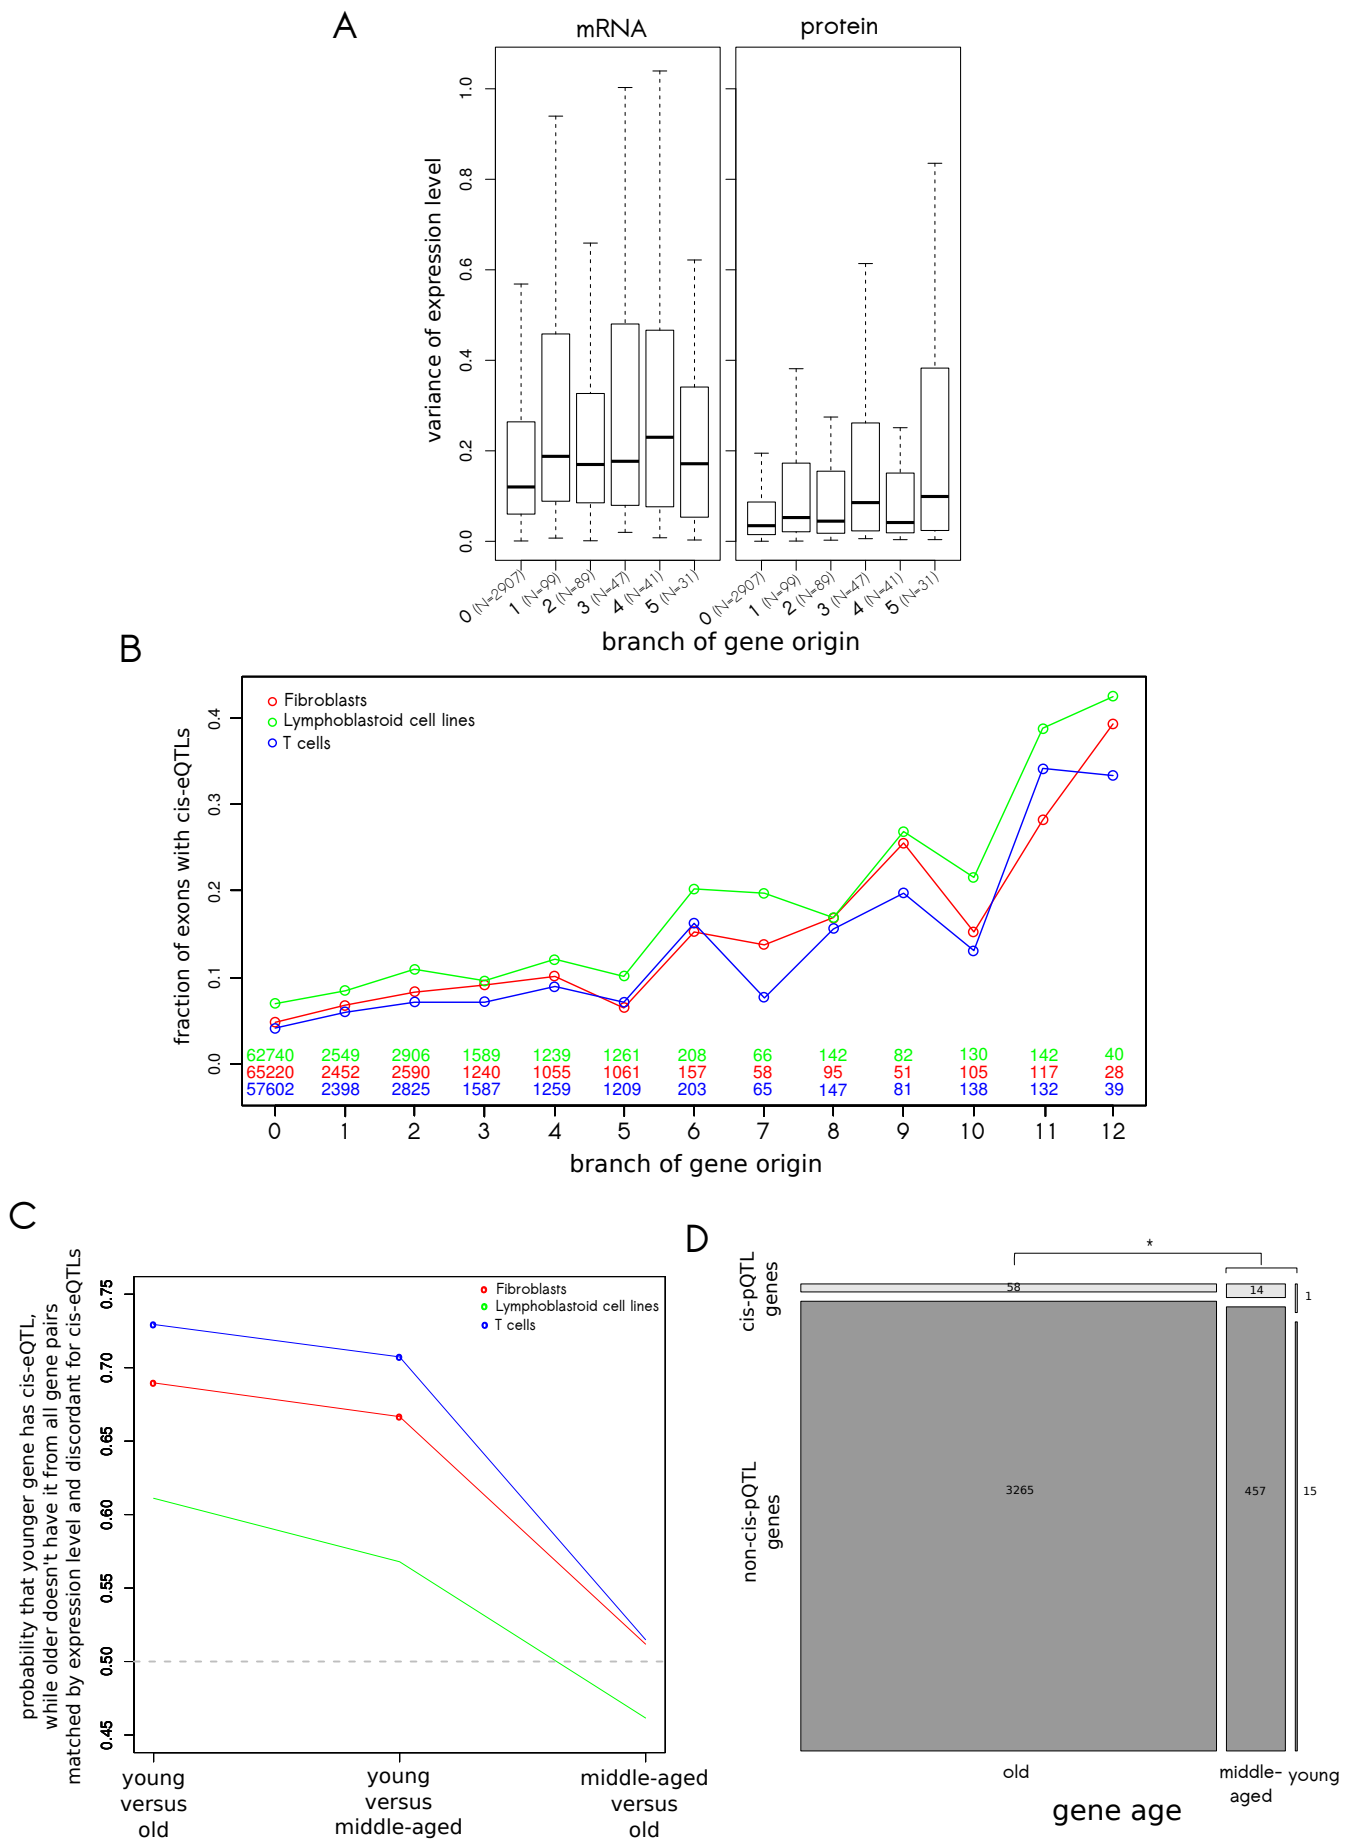 A
mRNA
protein
variance of expression level
0.0
0.2
0.4
0.6
0.8
1.0
0 (N=2907)
1 (N=99)
2 (N=89)
3 (N=47)
4 (N=41)
5 (N=31)
0 (N=2907)
1 (N=99)
2 (N=89)
3 (N=47)
4 (N=41)
5 (N=31)
branch of gene origin
B
fraction of exons with cis-eQTLs
0.0
0.1
0.2
0.3
0.4
Fibroblasts
Lymphoblastoid cell lines
T cells
62740 2549 2906 1589 1239 1261 208 66 142 82 130 142 40
65220 2452 2590 1240 1055 1061 157 58 95 51 105 117 28
57602 2398 2825 1587 1259 1209 203 65 147 81 138 132 39
0 1 2 3 4 5 6 7 8 9 10 11 12
branch of gene origin
C
probability that younger gene has cis-eQTL,
while older doesn't have it from all gene pairs
matched by expression level and discordant for cis-eQTLs
0.45
0.50
0.55
0.60
0.65
0.70
0.75
Fibroblasts
Lymphoblastoid cell lines
T cells
young
versus
old
young
versus
middle-aged
middle-aged
versus
old
D
*
cis-pQTL
genes
58
14
1
non-cis-pQTL
genes
3265
457
15
old
middle-
aged
young
gene age